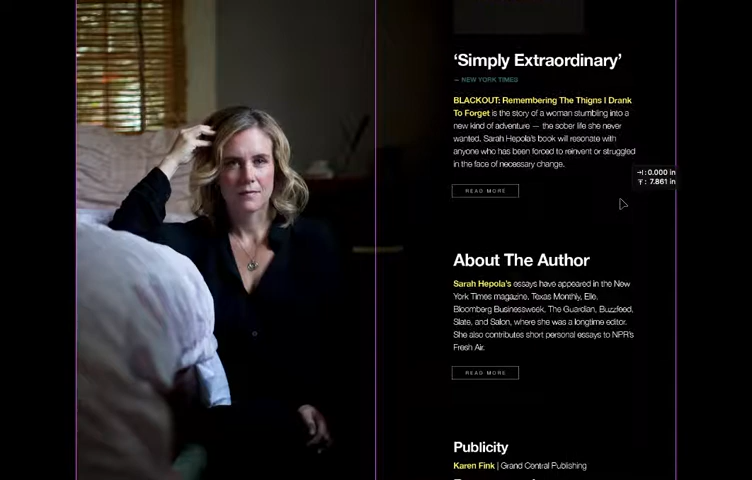 ‘Simply Extraordinary’
— NEW YORK TIMES
BLACKOUT: Remembering The Thigns I Drank
To Forget is the story of a woman stumbling into a
new kind of adventure — the sober life she never
wanted. Sarah Hepola's book will resonate with
anyone who has been forced to reinvent or struggled
in the face of necessary change.
→|: 0.000 in
⊤: 7.861 in
READ MORE
About The Author
Sarah Hepola's essays have appeared in the New
York Times magazine, Texas Monthly, Elle,
Bloomberg Businessweek, The Guardian, Buzzfeed,
Slate, and Salon, where she was a longtime editor.
She also contributes short personal essays to NPR's
Fresh Air.
READ MORE
Publicity
Karen Fink | Grand Central Publishing